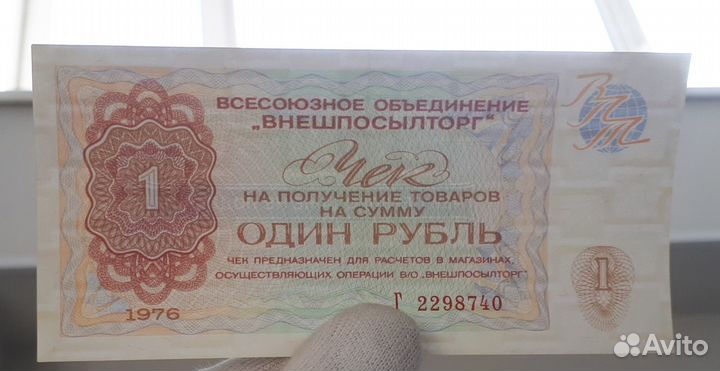 ВСЕСОЮЗНОЕ ОБЪЕДИНЕНИЕ
„ВНЕШПОСЫЛТОРГ"
ВПТ
Чек
НА ПОЛУЧЕНИЕ ТОВАРОВ
НА СУММУ
1
ОДИН РУБЛЬ
ЧЕК ПРЕДНАЗНАЧЕН ДЛЯ РАСЧЕТОВ В МАГАЗИНАХ,
ОСУЩЕСТВЛЯЮЩИХ ОПЕРАЦИИ В/О „ВНЕШПОСЫЛТОРГ"
1
1976
Г 2298740
Avito